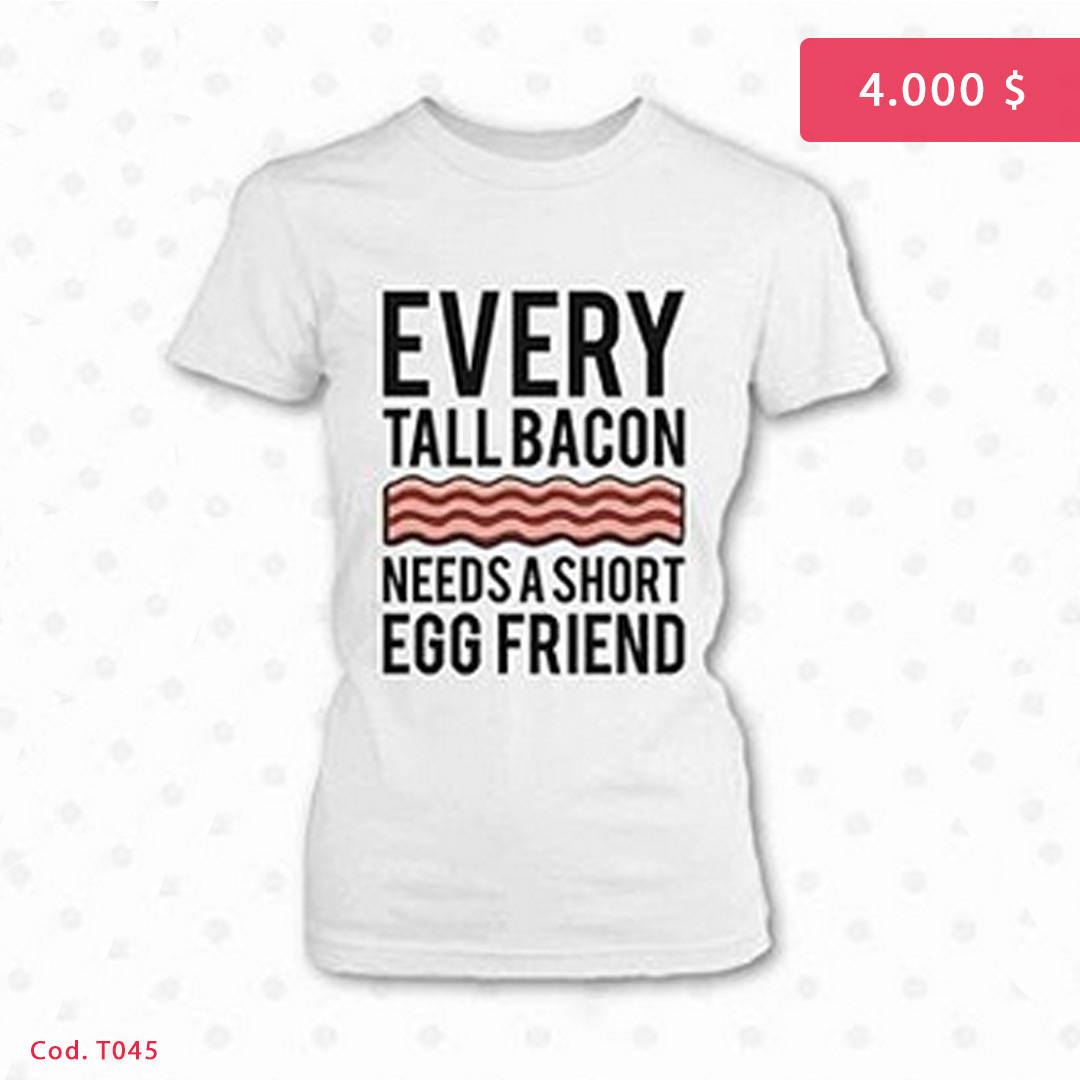 4.000 $
EVERY
TALL BACON
NEEDS A SHORT
EGG FRIEND
Cod. T045